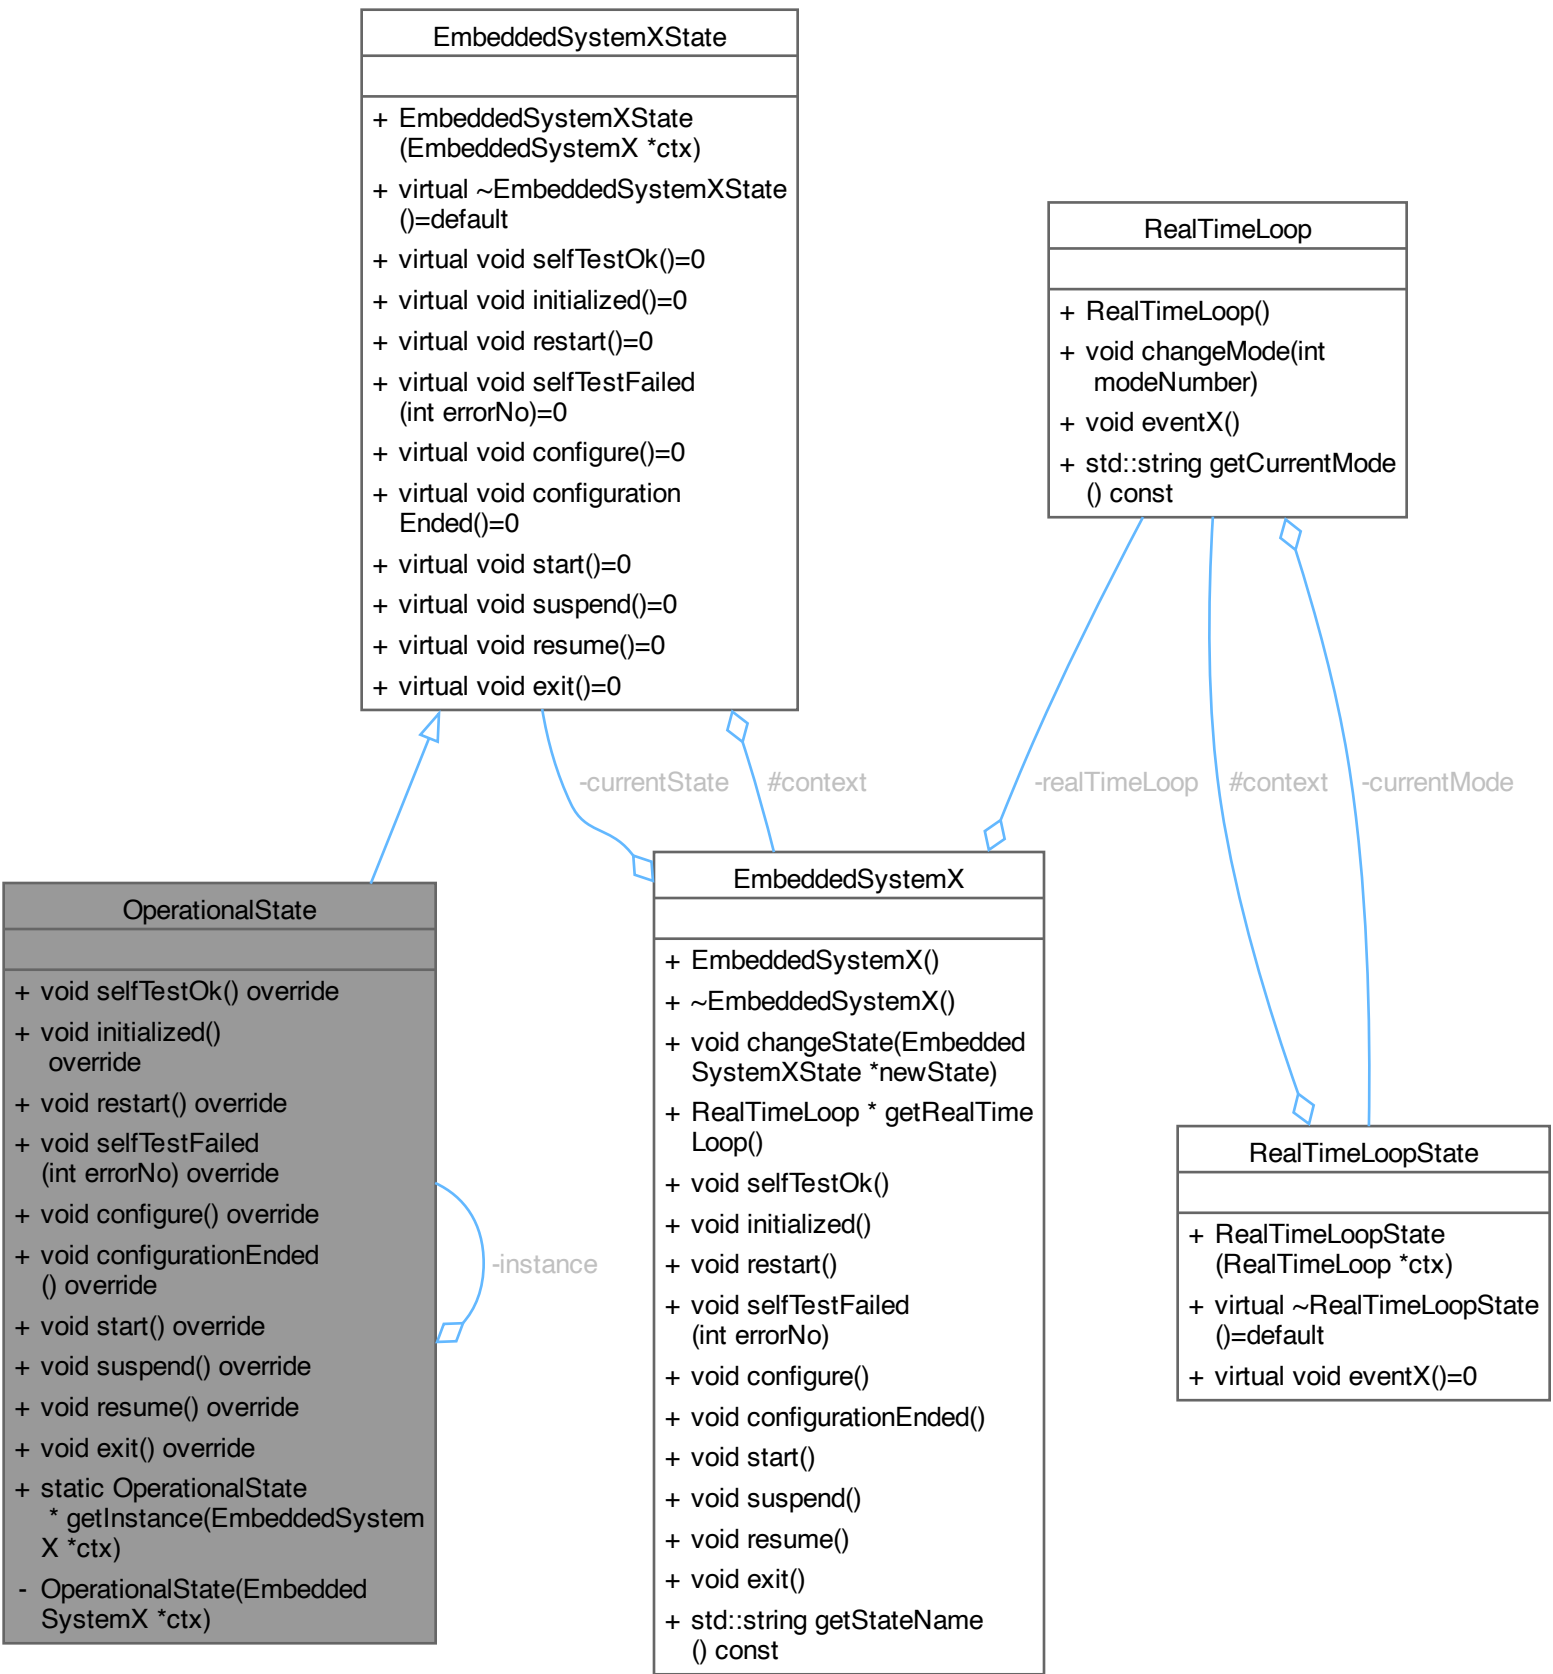 EmbeddedSystemXState
+ EmbeddedSystemXState
(EmbeddedSystemX *ctx)
+ virtual ~EmbeddedSystemXState
()=default
+ virtual void selfTestOk()=0
+ virtual void initialized()=0
+ virtual void restart()=0
+ virtual void selfTestFailed
(int errorNo)=0
+ virtual void configure()=0
+ virtual void configuration
Ended()=0
+ virtual void start()=0
+ virtual void suspend()=0
+ virtual void resume()=0
+ virtual void exit()=0
RealTimeLoop
+ RealTimeLoop()
+ void changeMode(int
modeNumber)
+ void eventX()
+ std::string getCurrentMode
() const
-currentState
#context
-realTimeLoop
#context
-currentMode
OperationalState
+ void selfTestOk() override
+ void initialized()
override
+ void restart() override
+ void selfTestFailed
(int errorNo) override
+ void configure() override
+ void configurationEnded
() override
+ void start() override
+ void suspend() override
+ void resume() override
+ void exit() override
+ static OperationalState
* getInstance(EmbeddedSystem
X *ctx)
- OperationalState(Embedded
SystemX *ctx)
-instance
EmbeddedSystemX
+ EmbeddedSystemX()
+ ~EmbeddedSystemX()
+ void changeState(Embedded
SystemXState *newState)
+ RealTimeLoop * getRealTime
Loop()
+ void selfTestOk()
+ void initialized()
+ void restart()
+ void selfTestFailed
(int errorNo)
+ void configure()
+ void configurationEnded()
+ void start()
+ void suspend()
+ void resume()
+ void exit()
+ std::string getStateName
() const
RealTimeLoopState
+ RealTimeLoopState
(RealTimeLoop *ctx)
+ virtual ~RealTimeLoopState
()=default
+ virtual void eventX()=0